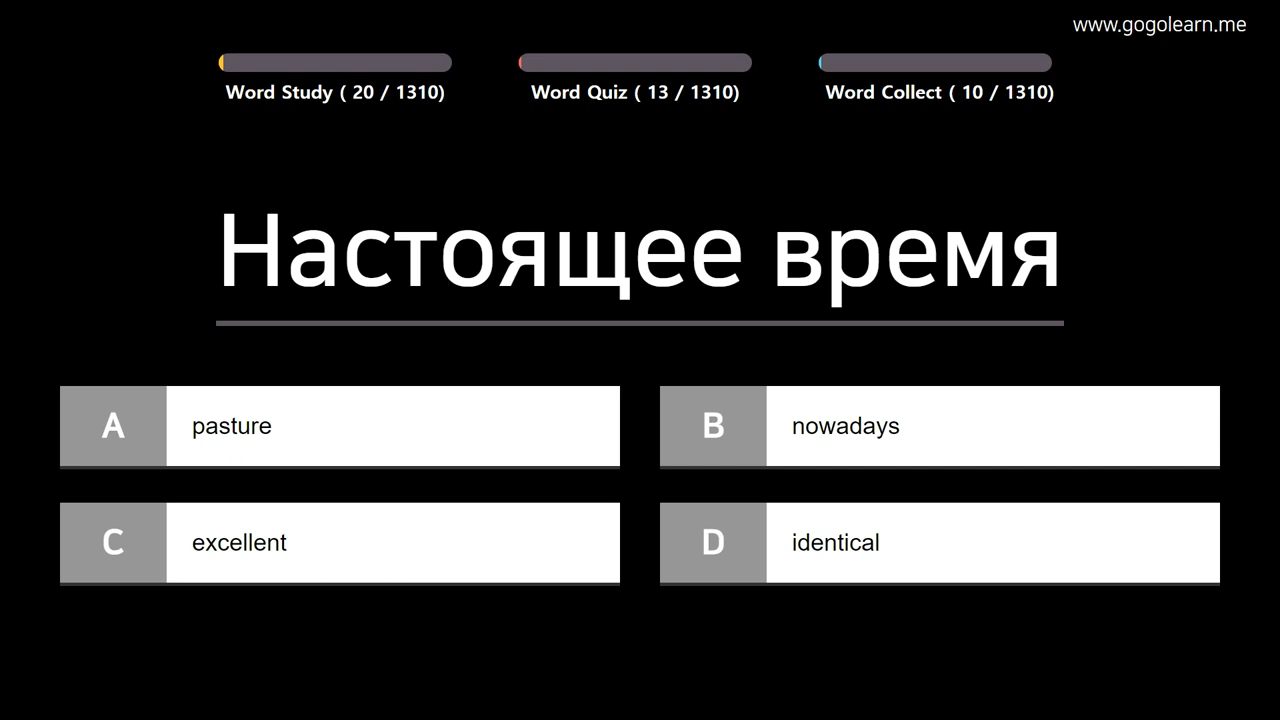 www.gogolearn.me
Word Study ( 20 / 1310)
Word Quiz ( 13 / 1310)
Word Collect ( 10 / 1310)
Настоящее время
A pasture
B nowadays
C excellent
D identical